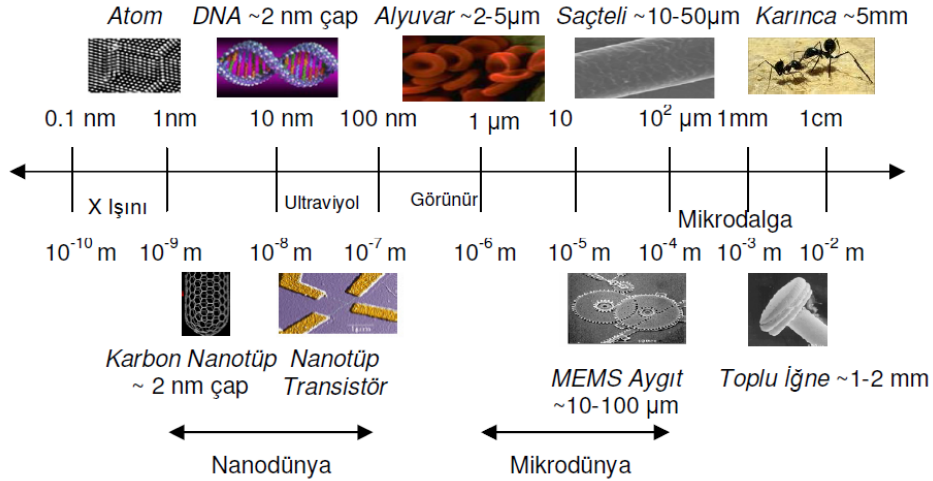 Atom DNA ~2 nm çap Alyuvar ~2-5µm Saçteli ~10-50µm Karınca ~5mm
0.1 nm 1nm 10 nm 100 nm 1 µm 10 10² µm 1mm 1cm
X Işını Ultraviyol Görünür
Mikrodalga
10⁻¹⁰ m 10⁻⁹ m 10⁻⁸ m 10⁻⁷ m 10⁻⁶ m 10⁻⁵ m 10⁻⁴ m 10⁻³ m 10⁻² m
Karbon Nanotüp
~ 2 nm çap
Nanotüp
Transistör
MEMS Aygıt
~10-100 µm
Toplu İğne ~1-2 mm
Nanodünya Mikrodünya